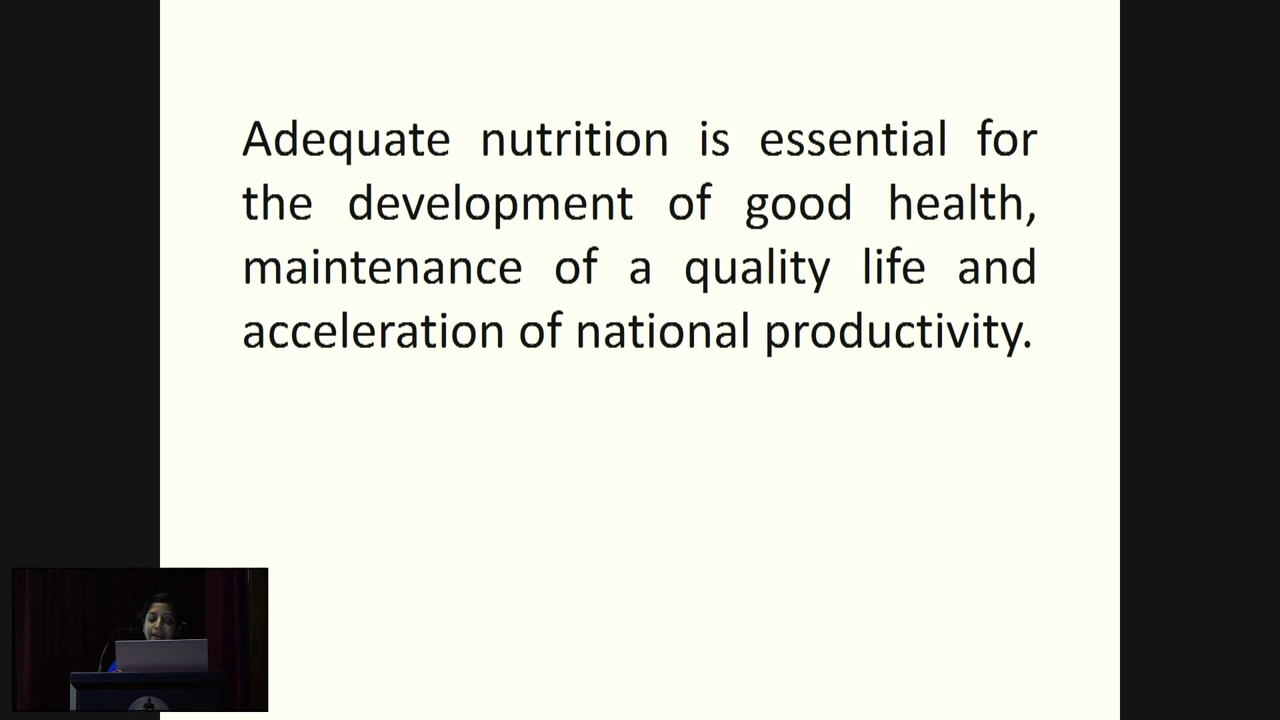 Adequate nutrition is essential for
the development of good health,
maintenance of a quality life and
acceleration of national productivity.